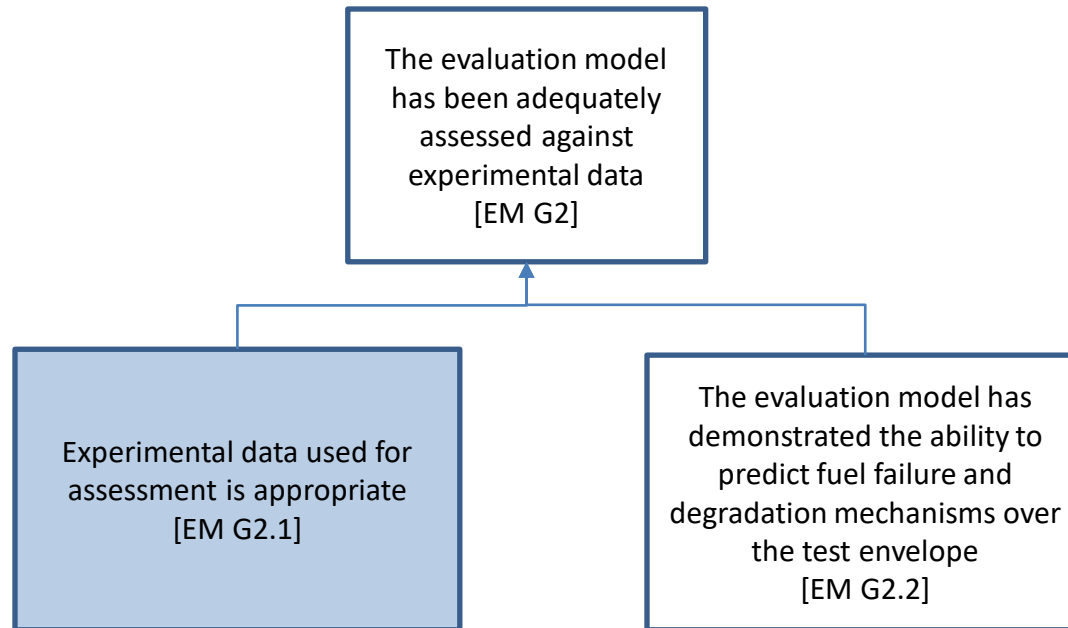 The evaluation model
has been adequately
assessed against
experimental data
[EM G2]
Experimental data used for
assessment is appropriate
[EM G2.1]
The evaluation model has
demonstrated the ability to
predict fuel failure and
degradation mechanisms over
the test envelope
[EM G2.2]